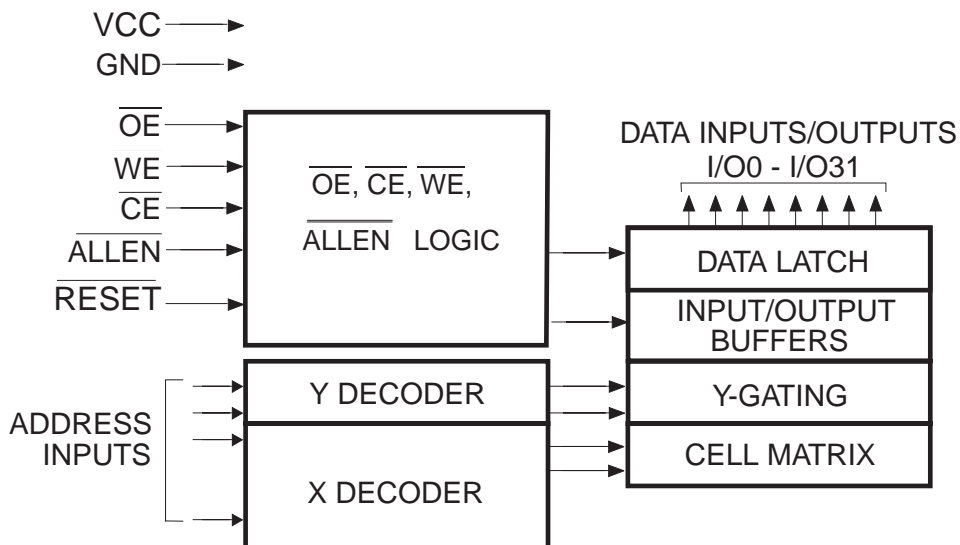 VCC
GND
OE
WE
CE
ALLEN
RESET
OE, CE, WE,
ALLEN LOGIC
DATA INPUTS/OUTPUTS
I/O0 - I/O31
DATA LATCH
INPUT/OUTPUT
BUFFERS
Y-GATING
CELL MATRIX
ADDRESS
INPUTS
Y DECODER
X DECODER